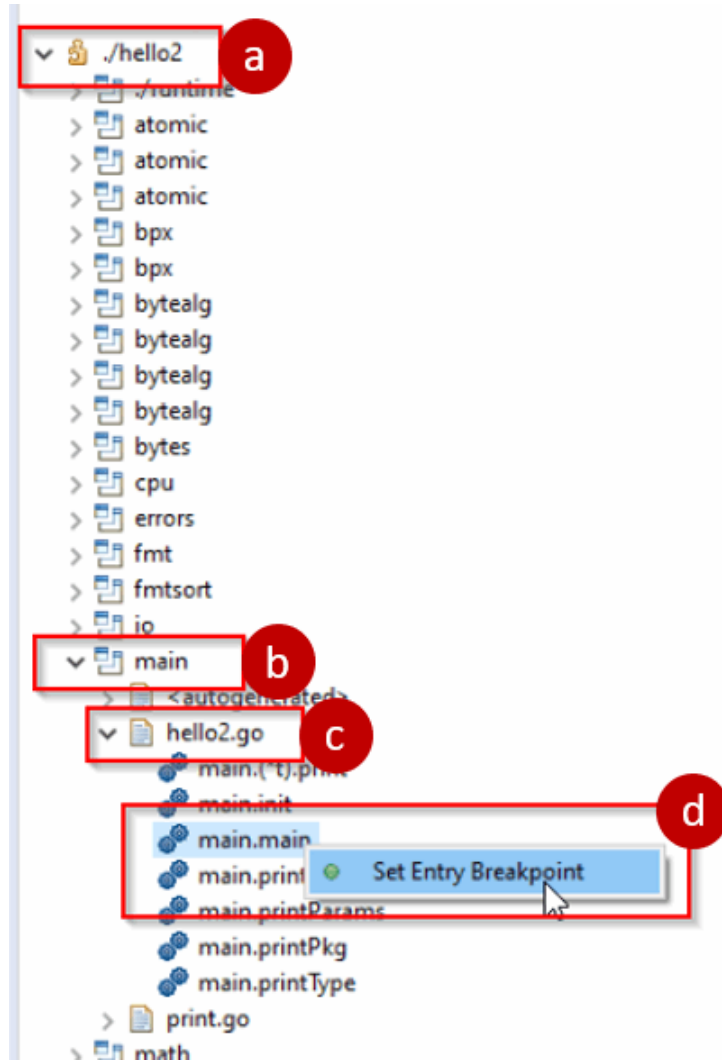 ./hello2
a
./runtime
atomic
atomic
atomic
bpx
bpx
bytealg
bytealg
bytealg
bytealg
bytes
cpu
errors
fmt
fmtsort
io
main
b
<autogenerated>
hello2.go
c
main.(*t).print
main.init
d
main.main
main.print
Set Entry Breakpoint
main.printParams
main.printPkg
main.printType
print.go
math